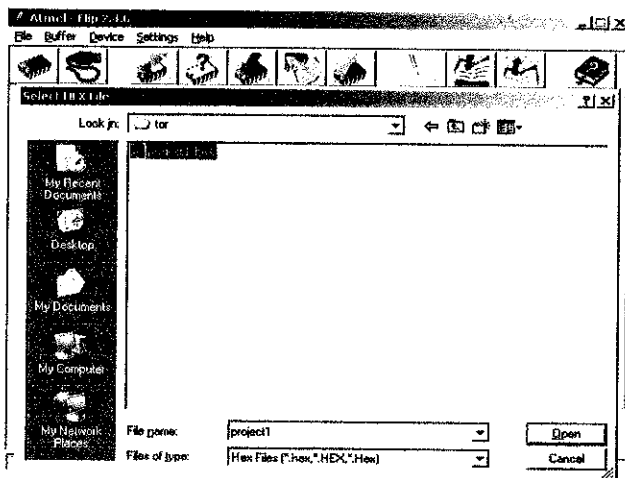 Atmel - Flip 2.4.6
File Buffer Device Settings Help
Select HEX File
Look in: tor
My Recent
Documents
Desktop
My Documents
My Computer
My Network
Places
File name: project1 Open
Files of type: Hex Files (*.hex,*.HEX,*.Hex) Cancel